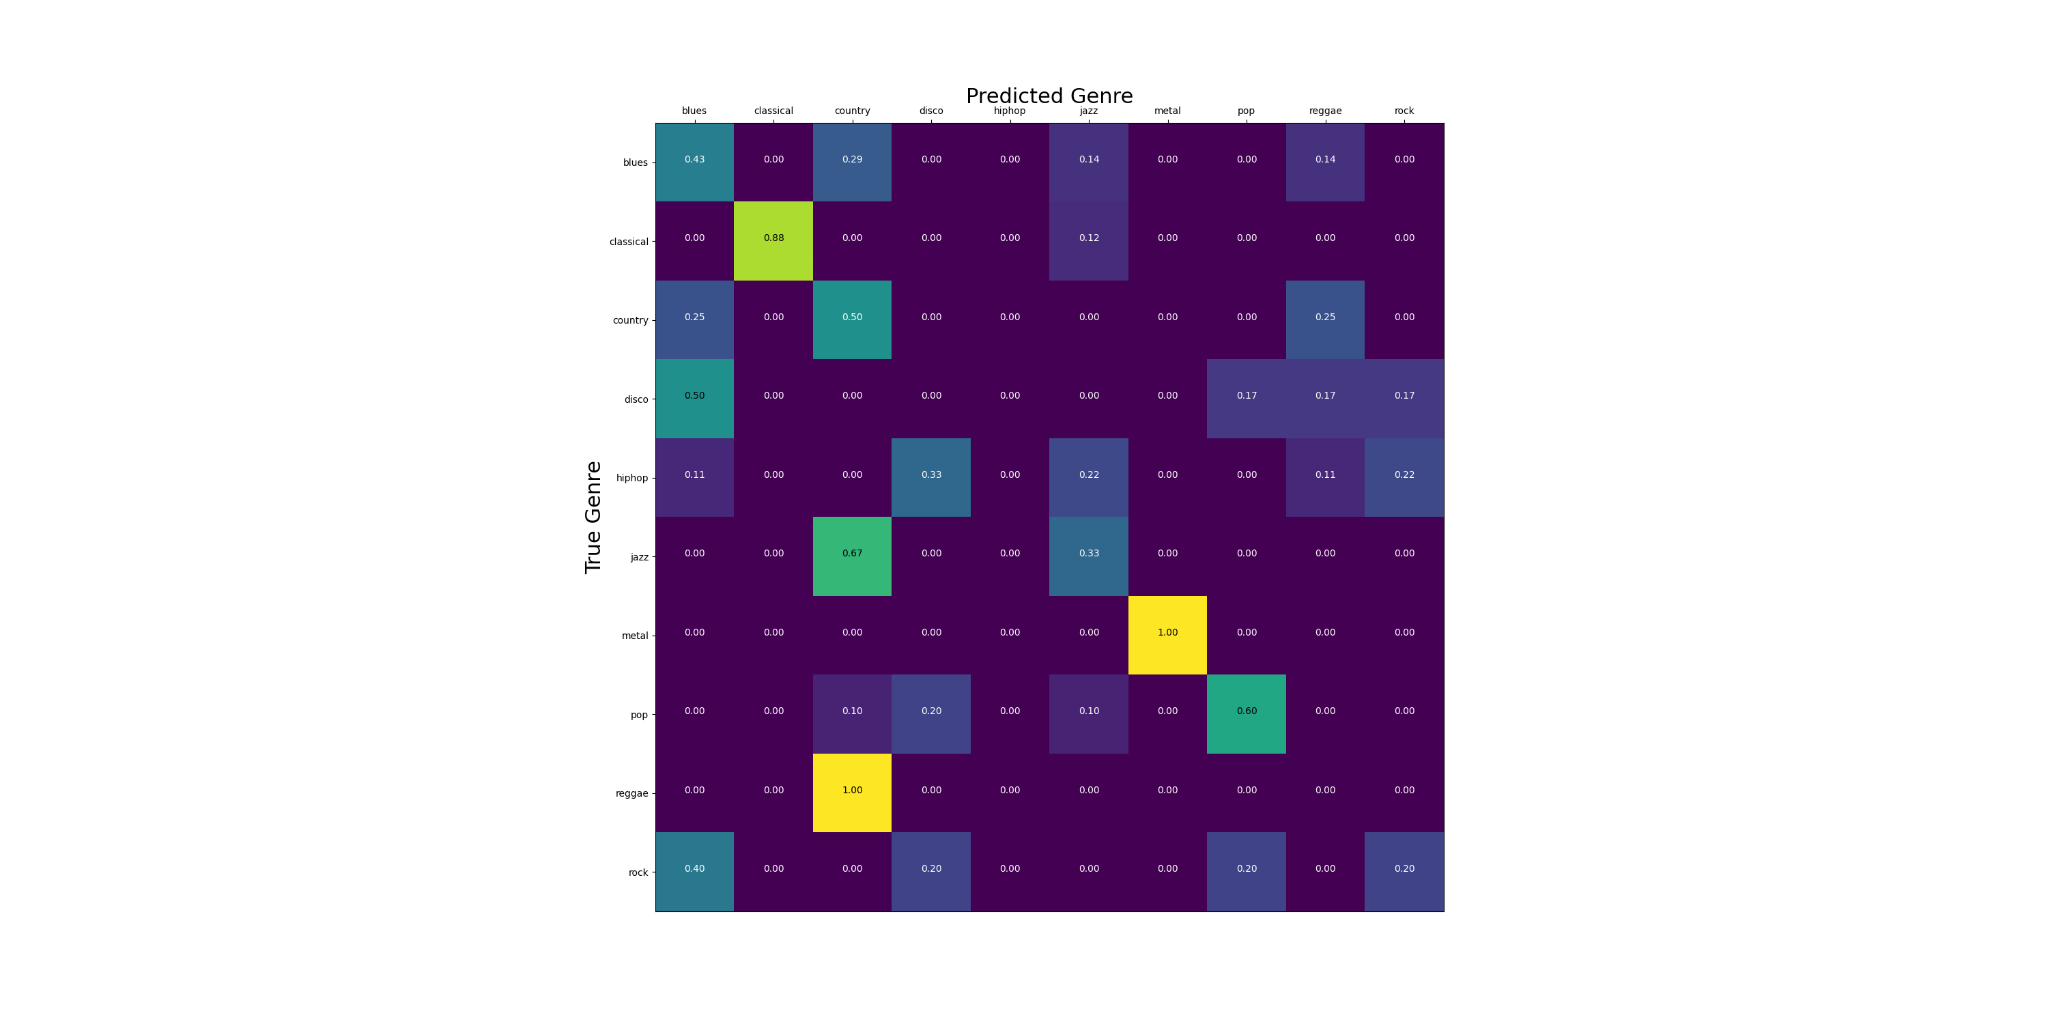 Predicted Genre
blues classical country disco hiphop jazz metal pop reggae rock
blues 0.43 0.00 0.29 0.00 0.00 0.14 0.00 0.00 0.14 0.00
classical 0.00 0.88 0.00 0.00 0.00 0.12 0.00 0.00 0.00 0.00
country 0.25 0.00 0.50 0.00 0.00 0.00 0.00 0.00 0.25 0.00
disco 0.50 0.00 0.00 0.00 0.00 0.00 0.00 0.17 0.17 0.17
hiphop 0.11 0.00 0.00 0.33 0.00 0.22 0.00 0.00 0.11 0.22
True Genre
jazz 0.00 0.00 0.67 0.00 0.00 0.33 0.00 0.00 0.00 0.00
metal 0.00 0.00 0.00 0.00 0.00 0.00 1.00 0.00 0.00 0.00
pop 0.00 0.00 0.10 0.20 0.00 0.10 0.00 0.60 0.00 0.00
reggae 0.00 0.00 1.00 0.00 0.00 0.00 0.00 0.00 0.00 0.00
rock 0.40 0.00 0.00 0.20 0.00 0.00 0.00 0.20 0.00 0.20